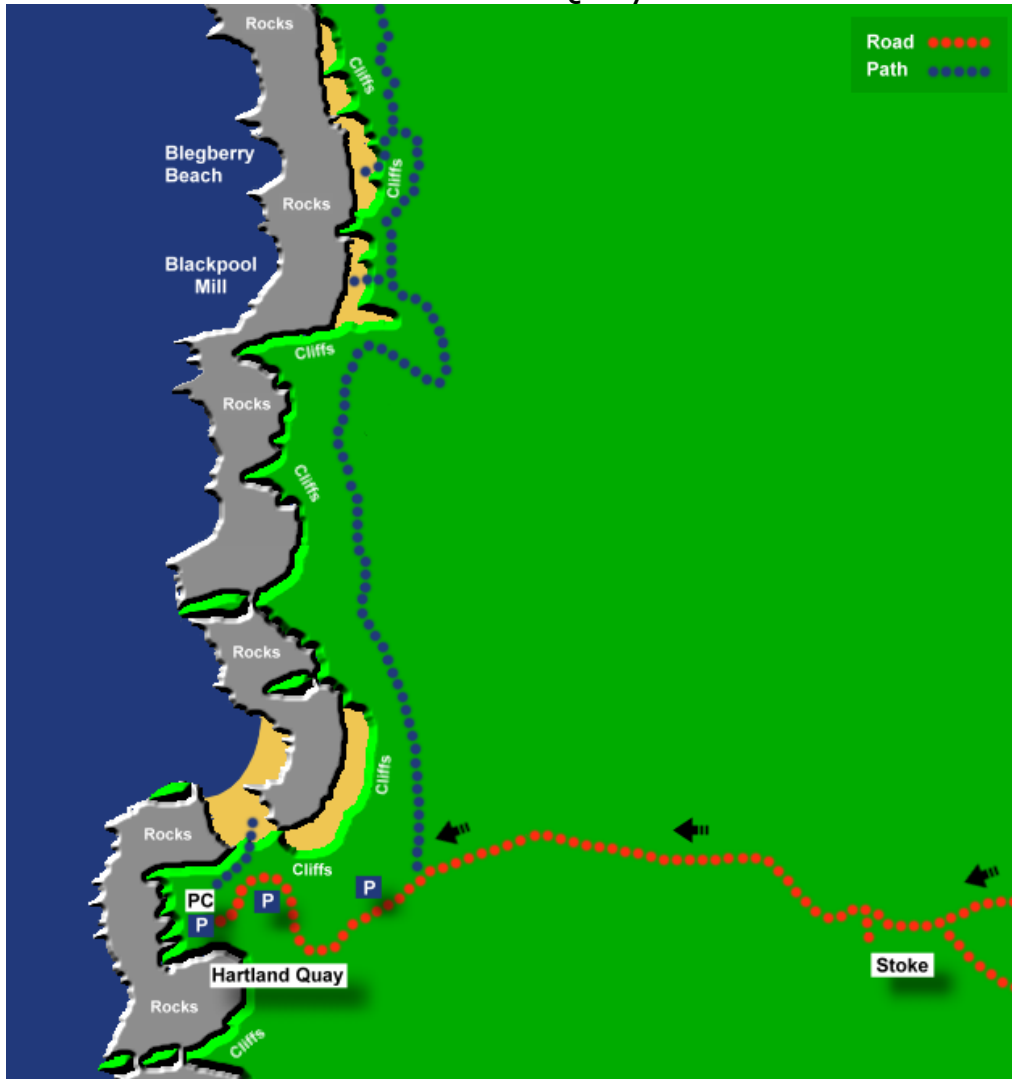 Rocks
Road
Path
Cliffs
Blegberry
Beach
Cliffs
Rocks
Blackpool
Mill
Cliffs
Rocks
Cliffs
Rocks
Cliffs
Rocks
Cliffs
P
PC
P
P
Hartland Quay
Stoke
Rocks
Cliffs